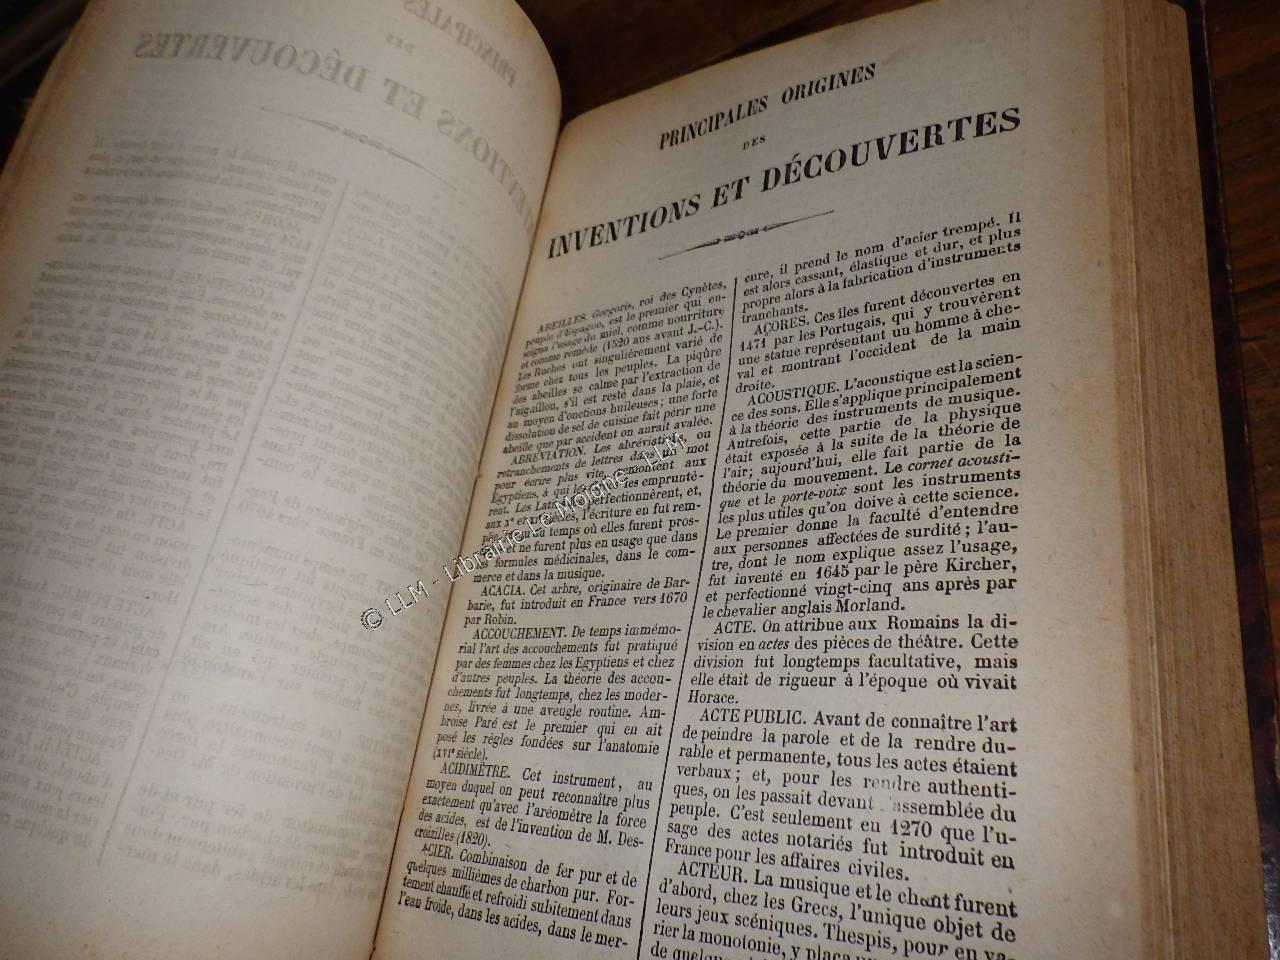 PRINCIPALES ORIGINES
DES
INVENTIONS ET DÉCOUVERTES
ABEILLES. Gorgoris, roi des Cynètes,
peuple d'Espagne, est le premier qui en-
seigna l'usage du miel, comme nourriture
et comme remède (1520 ans avant J.-C.).
Les Ruches ont singulièrement varié de
forme chez tous les peuples. La piqûre
des abeilles se calme par l'extraction de
l'aiguillon, s'il est resté dans la plaie, et
au moyen d'onctions huileuses; une forte
dissolution de sel de cuisine fait périr une
abeille que par accident on aurait avalée.
ABRÉVIATION. Les abréviations, ou
retranchements de lettres dans un mot
pour écrire plus vite, remontent aux
Égyptiens, à qui les les empruntè-
rent. Les Latins perfectionnèrent, et,
aux Xe et siècles, l'écriture en fut rem-
au temps où elles furent pros-
et ne furent plus en usage que dans
formules médicinales, dans le com-
merce et dans la musique.
ACACIA. Cet arbre, originaire de Bar-
barie, fut introduit en France vers 1670
par Robin.
ACCOUCHEMENT. De temps immémo-
rial l'art des accouchements fut pratiqué
par des femmes chez les Egyptiens et chez
d'autres peuples. La théorie des accou-
chements fut longtemps, chez les moder-
nes, livrée à une aveugle routine. Am-
broise Paré est le premier qui en ait
posé les règles fondées sur l'anatomie
(XVIe siècle).
ACIDIMÈTRE. Cet instrument, au
moyen duquel on peut reconnaître plus
exactement qu'avec l'aréomètre la force
des acides, est de l'invention de M. Des-
croizilles (1820).
ACIER. Combinaison de fer pur et de
quelques millièmes de charbon pur. For-
tement chauffé et refroidi subitement dans
l'eau froide, dans les acides, dans le mer-
cure, il prend le nom d'acier trempé. Il
est alors cassant, élastique et dur, et plus
propre alors à la fabrication d'instruments
tranchants.
AÇORES. Ces îles furent découvertes en
1471 par les Portugais, qui y trouvèrent
une statue représentant un homme à che-
val et montrant l'occident de la main
droite.
ACOUSTIQUE. L'acoustique est la scien-
ce des sons. Elle s'applique principalement
à la théorie des instruments de musique.
Autrefois, cette partie de la physique
était exposée à la suite de la théorie de
l'air; aujourd'hui, elle fait partie de la
théorie du mouvement. Le cornet acousti-
que et le porte-voix sont les instruments
les plus utiles qu'on doive à cette science.
Le premier donne la faculté d'entendre
aux personnes affectées de surdité; l'au-
tre, dont le nom explique assez l'usage,
fut inventé en 1645 par le père Kircher,
et perfectionné vingt-cinq ans après par
le chevalier anglais Morland.
ACTE. On attribue aux Romains la di-
vision en actes des pièces de théâtre. Cette
division fut longtemps facultative, mais
elle était de rigueur à l'époque où vivait
Horace.
ACTE PUBLIC. Avant de connaître l'art
de peindre la parole et de la rendre du-
rable et permanente, tous les actes étaient
verbaux; et, pour les rendre authenti-
ques, on les passait devant l'assemblée du
peuple. C'est seulement en 1270 que l'u-
sage des actes notariés fut introduit en
France pour les affaires civiles.
ACTEUR. La musique et le chant furent
d'abord, chez les Grecs, l'unique objet de
leurs jeux scéniques. Thespis, pour en va-
rier la monotonie, y plaça un
de quelque
© LLM - Librairie Le Moigne - LLM